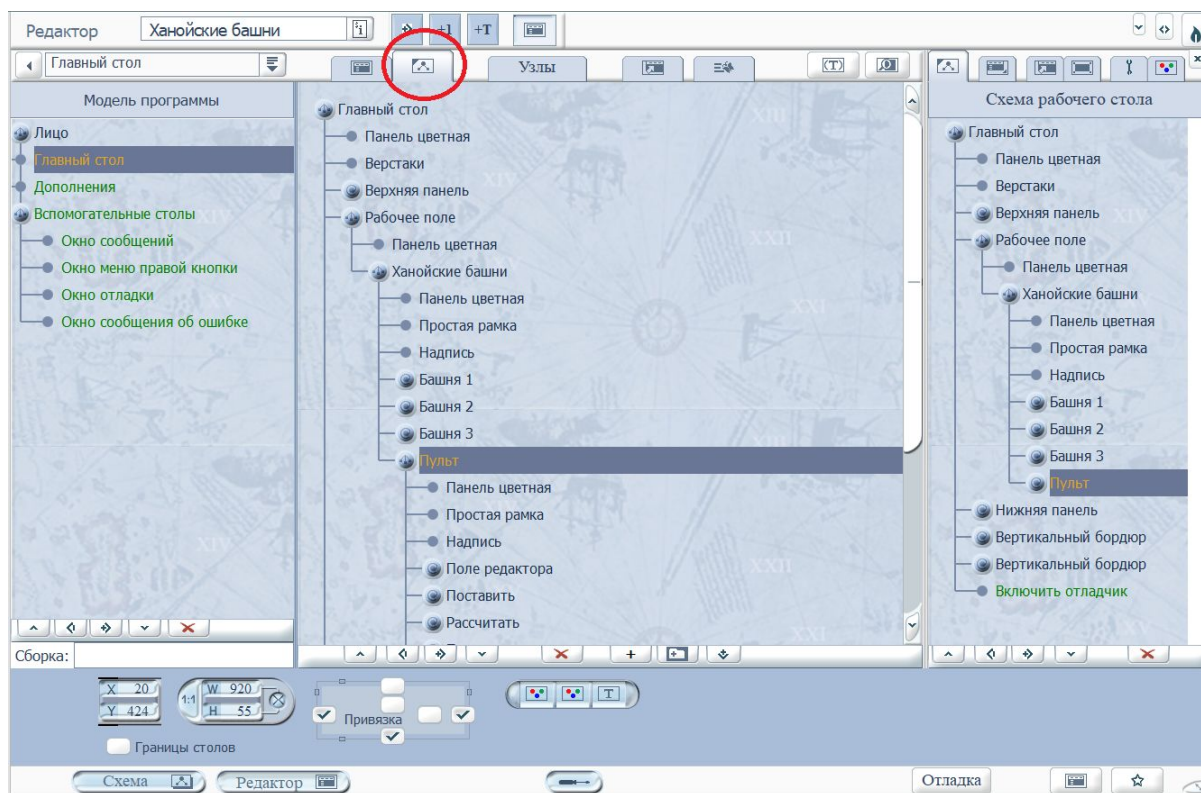 Редактор
Ханойские башни
+1
+T
Главный стол
Узлы
(T)
Модель программы
Лицо
Главный стол
Дополнения
Вспомогательные столы
Окно сообщений
Окно меню правой кнопки
Окно отладки
Окно сообщения об ошибке
Сборка:
Главный стол
Панель цветная
Верстаки
Верхняя панель
Рабочее поле
Панель цветная
Ханойские башни
Панель цветная
Простая рамка
Надпись
Башня 1
Башня 2
Башня 3
Пульт
Панель цветная
Простая рамка
Надпись
Поле редактора
Поставить
Рассчитать
Схема рабочего стола
Главный стол
Панель цветная
Верстаки
Верхняя панель
Рабочее поле
Панель цветная
Ханойские башни
Панель цветная
Простая рамка
Надпись
Башня 1
Башня 2
Башня 3
Пульт
Нижняя панель
Вертикальный бордюр
Вертикальный бордюр
Включить отладчик
X 20
Y 424
1:1
W 920
H 55
Привязка
T
Границы столов
Схема
Редактор
Отладка